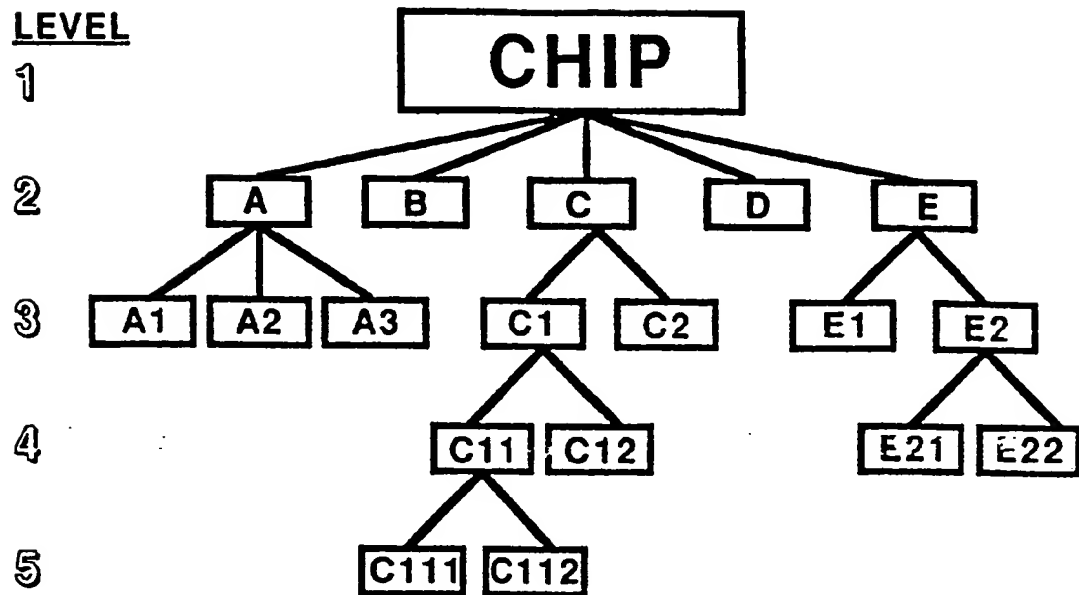 LEVEL
1 CHIP
2 A B C D E
3 A1 A2 A3 C1 C2 E1 E2
4 C11 C12 E21 E22
5 C111 C112